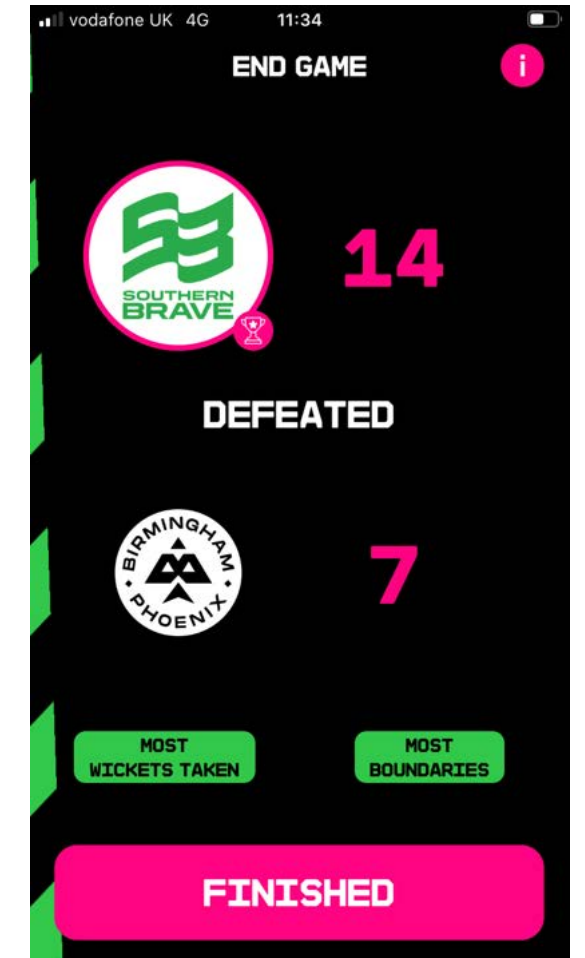 vodafone UK 4G 11:34
END GAME
i
SB
SOUTHERN
BRAVE
14
DEFEATED
BIRMINGHAM
PHOENIX
7
MOST
WICKETS TAKEN
MOST
BOUNDARIES
FINISHED